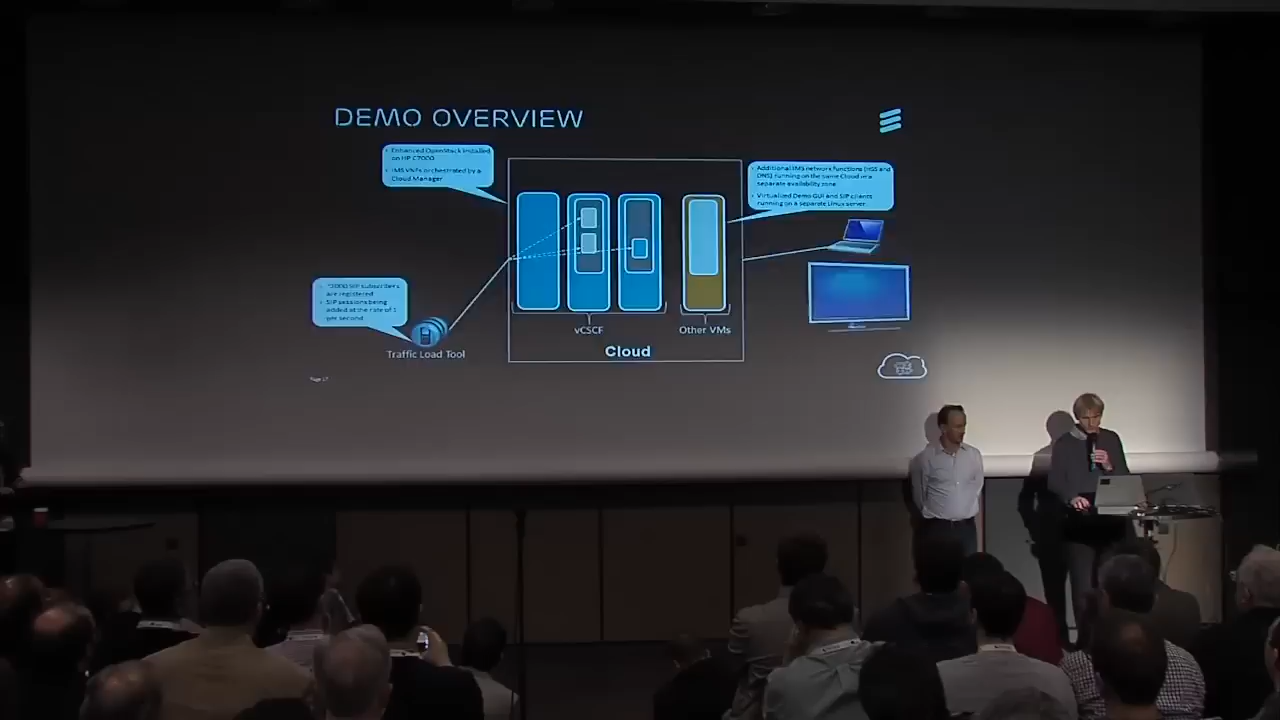 DEMO OVERVIEW
• Enhanced OpenStack installed
on HP C7000
• IMS VNFs orchestrated by a
Cloud Manager
• Additional IMS network functions (HSS and
DNS) running on the same Cloud in a
separate availability zone
• Virtualized Demo GUI and SIP clients
running on a separate Linux server
SIP subscribers
are registered
• SIP sessions being
added at the rate of 1
per second
Traffic Load Tool
vCSCF
Other VMs
Cloud